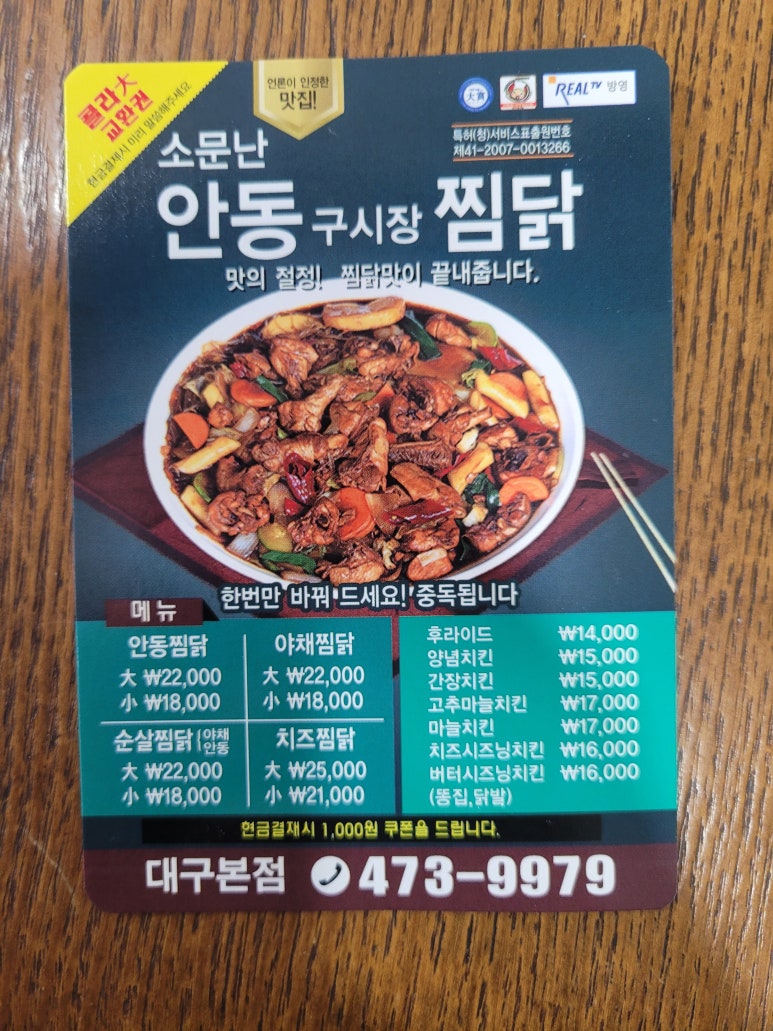 콜라大
교환권
현금결제시 미리 말씀해주세요
언론이 인정한
맛집!
大賞
REAL TV 방영
특허(청)서비스표출원번호
제41-2007-0013266
소문난
안동 구시장 찜닭
맛의 절정! 찜닭맛이 끝내줍니다.
한번만 바꿔 드세요! 중독됩니다
메뉴
안동찜닭
大 ₩22,000
小 ₩18,000
야채찜닭
大 ₩22,000
小 ₩18,000
순살찜닭 야채 안동
大 ₩22,000
小 ₩18,000
치즈찜닭
大 ₩25,000
小 ₩21,000
후라이드 ₩14,000
양념치킨 ₩15,000
간장치킨 ₩15,000
고추마늘치킨 ₩17,000
마늘치킨 ₩17,000
치즈시즈닝치킨 ₩16,000
버터시즈닝치킨 ₩16,000
(똥집,닭발)
현금결재시 1,000원 쿠폰을 드립니다.
대구본점 473-9979